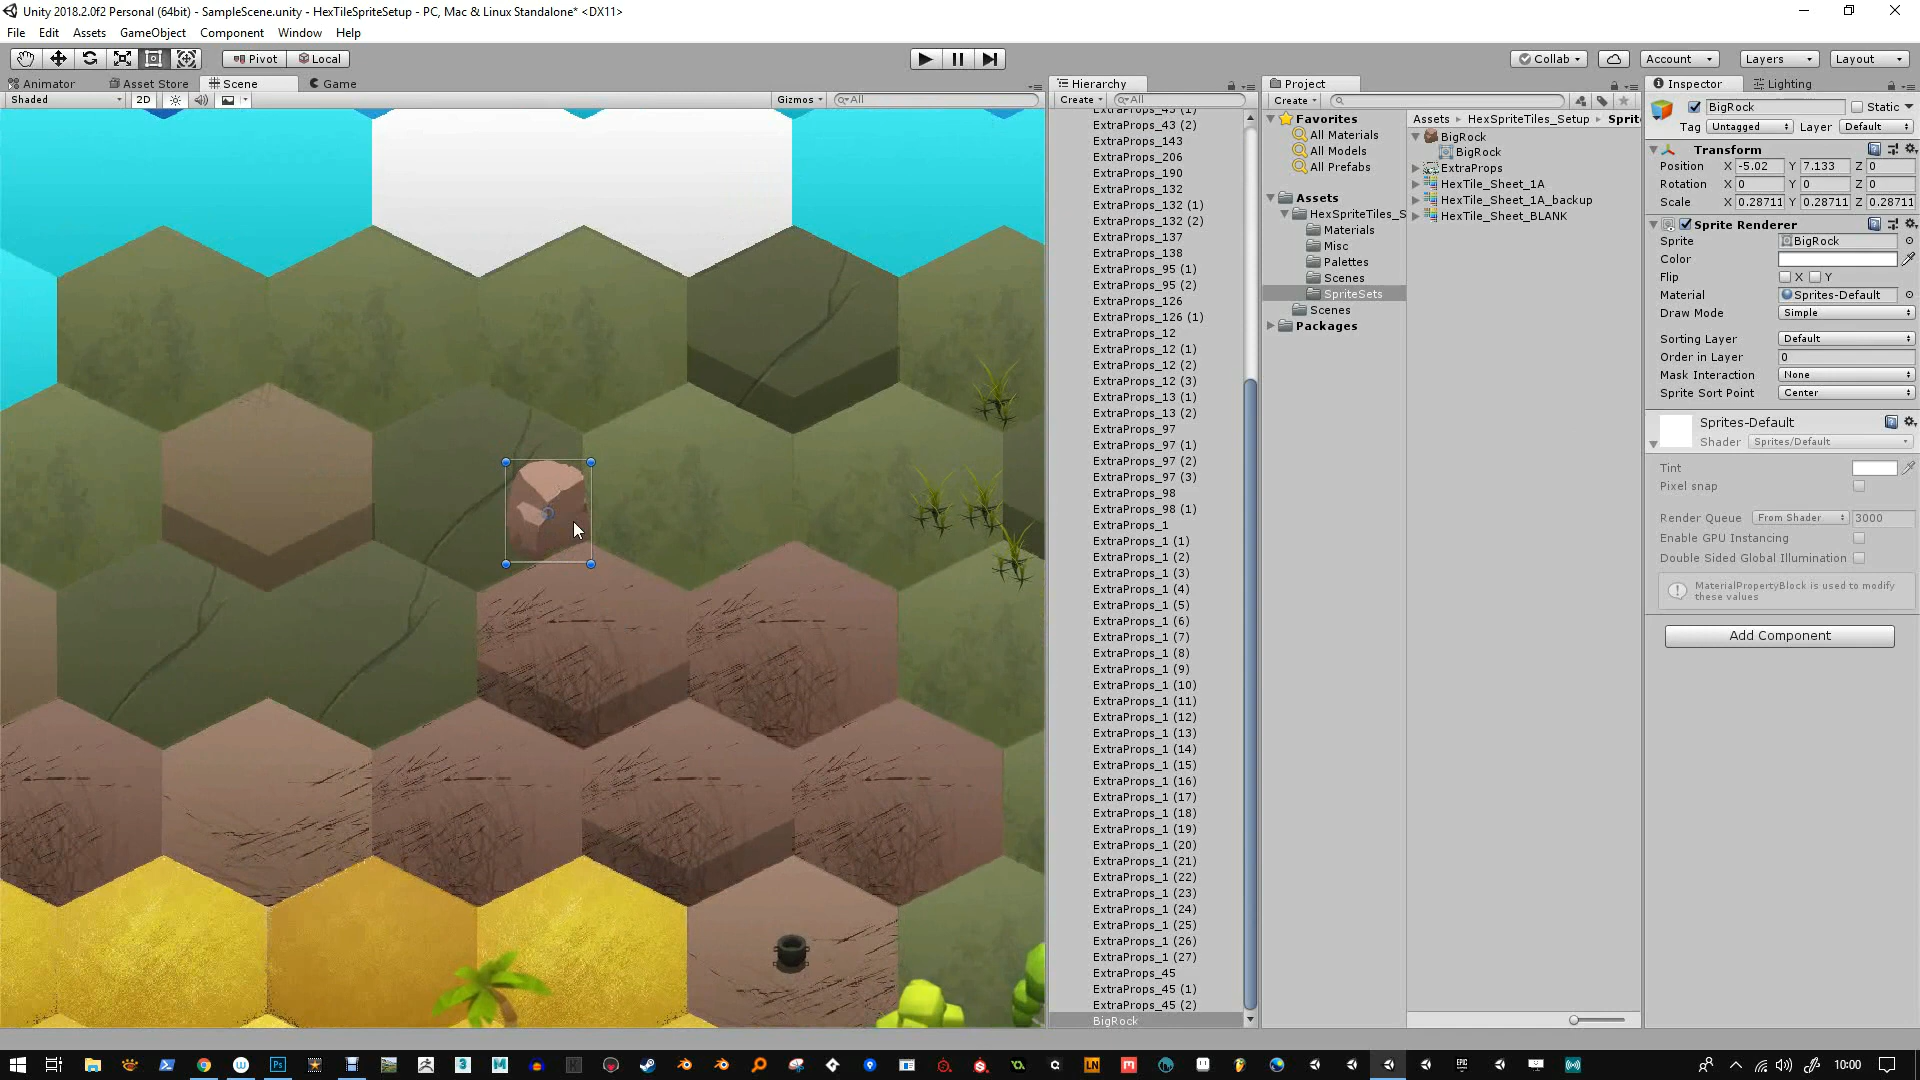 Unity 2018.2.0f2 Personal (64bit) - SampleScene.unity - HexTileSpriteSetup - PC, Mac & Linux Standalone* <DX11>
File Edit Assets GameObject Component Window Help
Pivot Local
Collab Account Layers Layout
Animator Asset Store Scene Game
Shaded 2D Gizmos All
Hierarchy
Create All
ExtraProps_43 (1)
ExtraProps_43 (2)
ExtraProps_143
ExtraProps_206
ExtraProps_190
ExtraProps_132
ExtraProps_132 (1)
ExtraProps_132 (2)
ExtraProps_137
ExtraProps_138
ExtraProps_95 (1)
ExtraProps_95 (2)
ExtraProps_126
ExtraProps_126 (1)
ExtraProps_12
ExtraProps_12 (1)
ExtraProps_12 (2)
ExtraProps_12 (3)
ExtraProps_13 (1)
ExtraProps_13 (2)
ExtraProps_97
ExtraProps_97 (1)
ExtraProps_97 (2)
ExtraProps_97 (3)
ExtraProps_98
ExtraProps_98 (1)
ExtraProps_1
ExtraProps_1 (1)
ExtraProps_1 (2)
ExtraProps_1 (3)
ExtraProps_1 (4)
ExtraProps_1 (5)
ExtraProps_1 (6)
ExtraProps_1 (7)
ExtraProps_1 (8)
ExtraProps_1 (9)
ExtraProps_1 (10)
ExtraProps_1 (11)
ExtraProps_1 (12)
ExtraProps_1 (13)
ExtraProps_1 (14)
ExtraProps_1 (15)
ExtraProps_1 (16)
ExtraProps_1 (17)
ExtraProps_1 (18)
ExtraProps_1 (19)
ExtraProps_1 (20)
ExtraProps_1 (21)
ExtraProps_1 (22)
ExtraProps_1 (23)
ExtraProps_1 (24)
ExtraProps_1 (25)
ExtraProps_1 (26)
ExtraProps_1 (27)
ExtraProps_45
ExtraProps_45 (1)
ExtraProps_45 (2)
BigRock
Project
Create
Favorites
All Materials
All Models
All Prefabs
Assets
HexSpriteTiles_S
Materials
Misc
Palettes
Scenes
SpriteSets
Scenes
Packages
Assets HexSpriteTiles_Setup Sprit
BigRock
BigRock
ExtraProps
HexTile_Sheet_1A
HexTile_Sheet_1A_backup
HexTile_Sheet_BLANK
Inspector Lighting
BigRock Static
Tag Untagged Layer Default
Transform
Position X -5.02 Y 7.133 Z 0
Rotation X 0 Y 0 Z 0
Scale X 0.28711 Y 0.28711 Z 0.28711
Sprite Renderer
Sprite BigRock
Color
Flip X Y
Material Sprites-Default
Draw Mode Simple
Sorting Layer Default
Order in Layer 0
Mask Interaction None
Sprite Sort Point Center
Sprites-Default
Shader Sprites/Default
Tint
Pixel snap
Render Queue From Shader 3000
Enable GPU Instancing
Double Sided Global Illumination
MaterialPropertyBlock is used to modify
these values
Add Component
Ps
3
M
LN
EPIC
10:00